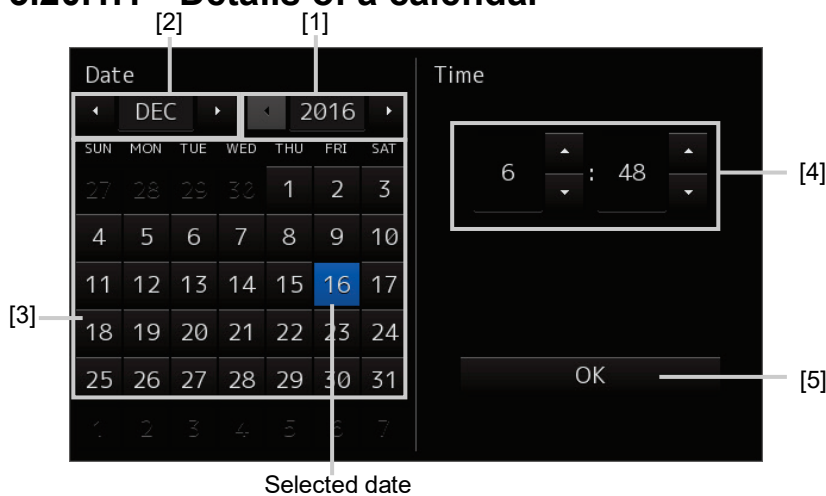 Details of a calendar
[2] [1]
Date Time
DEC 2016
SUN MON TUE WED THU FRI SAT
27 28 29 30 1 2 3
6 : 48 [4]
4 5 6 7 8 9 10
11 12 13 14 15 16 17
[3]
18 19 20 21 22 23 24
25 26 27 28 29 30 31
OK [5]
1 2 3 4 5 6 7
Selected date